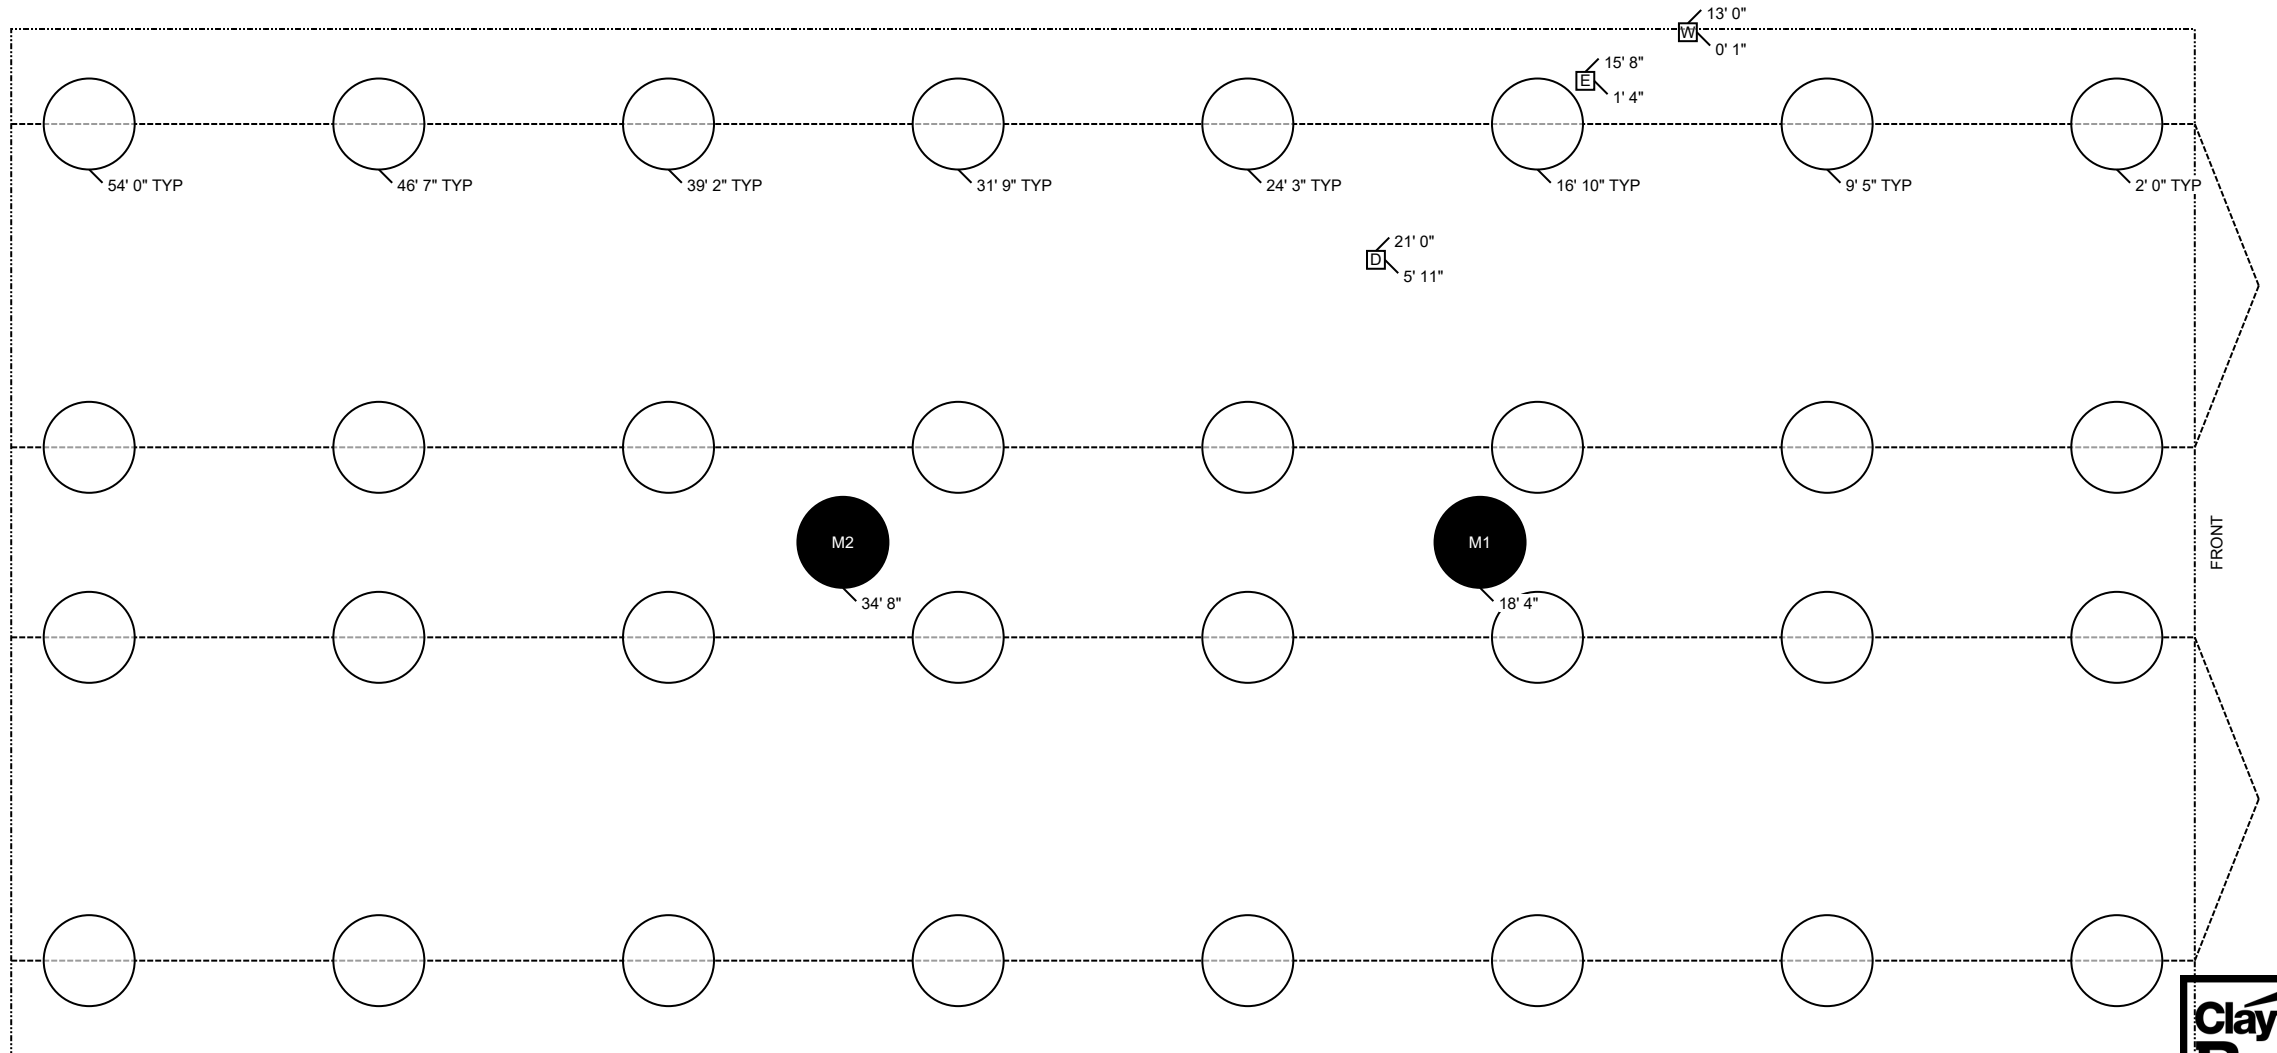 13' 0"
W
0' 1"
15' 8"
E
1' 4"
54' 0" TYP
46' 7" TYP
39' 2" TYP
31' 9" TYP
24' 3" TYP
16' 10" TYP
9' 5" TYP
2' 0" TYP
21' 0"
D
5' 11"
M2
M1
FRONT
34' 8"
18' 4"
Clay